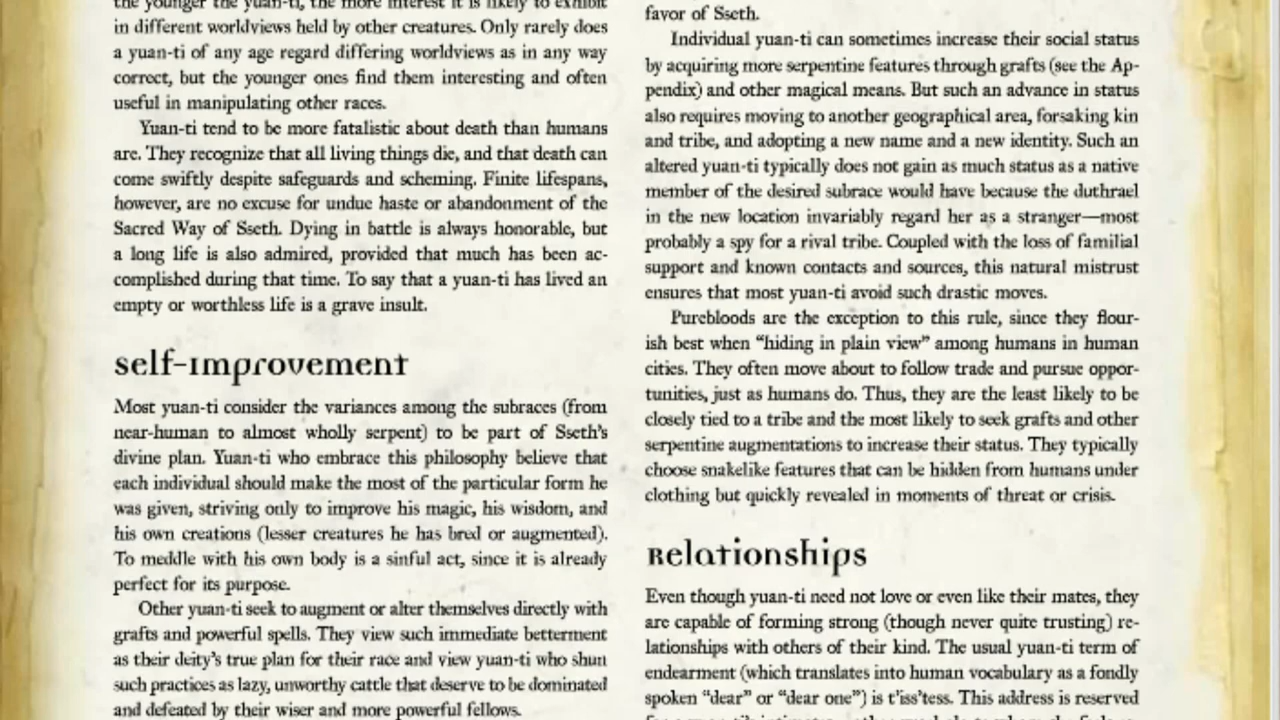 the younger the yuan-ti, the more interest it is likely to exhibit
in different worldviews held by other creatures. Only rarely does
a yuan-ti of any age regard differing worldviews as in any way
correct, but the younger ones find them interesting and often
useful in manipulating other races.
Yuan-ti tend to be more fatalistic about death than humans
are. They recognize that all living things die, and that death can
come swiftly despite safeguards and scheming. Finite lifespans,
however, are no excuse for undue haste or abandonment of the
Sacred Way of Sseth. Dying in battle is always honorable, but
a long life is also admired, provided that much has been ac-
complished during that time. To say that a yuan-ti has lived an
empty or worthless life is a grave insult.
self-improvement
Most yuan-ti consider the variances among the subraces (from
near-human to almost wholly serpent) to be part of Sseth's
divine plan. Yuan-ti who embrace this philosophy believe that
each individual should make the most of the particular form he
was given, striving only to improve his magic, his wisdom, and
his own creations (lesser creatures he has bred or augmented).
To meddle with his own body is a sinful act, since it is already
perfect for its purpose.
Other yuan-ti seek to augment or alter themselves directly with
grafts and powerful spells. They view such immediate betterment
as their deity's true plan for their race and view yuan-ti who shun
such practices as lazy, unworthy cattle that deserve to be dominated
and defeated by their wiser and more powerful fellows.
favor of Sseth.
Individual yuan-ti can sometimes increase their social status
by acquiring more serpentine features through grafts (see the Ap-
pendix) and other magical means. But such an advance in status
also requires moving to another geographical area, forsaking kin
and tribe, and adopting a new name and a new identity. Such an
altered yuan-ti typically does not gain as much status as a native
member of the desired subrace would have because the duthrael
in the new location invariably regard her as a stranger—most
probably a spy for a rival tribe. Coupled with the loss of familial
support and known contacts and sources, this natural mistrust
ensures that most yuan-ti avoid such drastic moves.
Purebloods are the exception to this rule, since they flour-
ish best when “hiding in plain view” among humans in human
cities. They often move about to follow trade and pursue oppor-
tunities, just as humans do. Thus, they are the least likely to be
closely tied to a tribe and the most likely to seek grafts and other
serpentine augmentations to increase their status. They typically
choose snakelike features that can be hidden from humans under
clothing but quickly revealed in moments of threat or crisis.
Relationships
Even though yuan-ti need not love or even like their mates, they
are capable of forming strong (though never quite trusting) re-
lationships with others of their kind. The usual yuan-ti term of
endearment (which translates into human vocabulary as a fondly
spoken “dear” or “dear one”) is t'iss'tess. This address is reserved